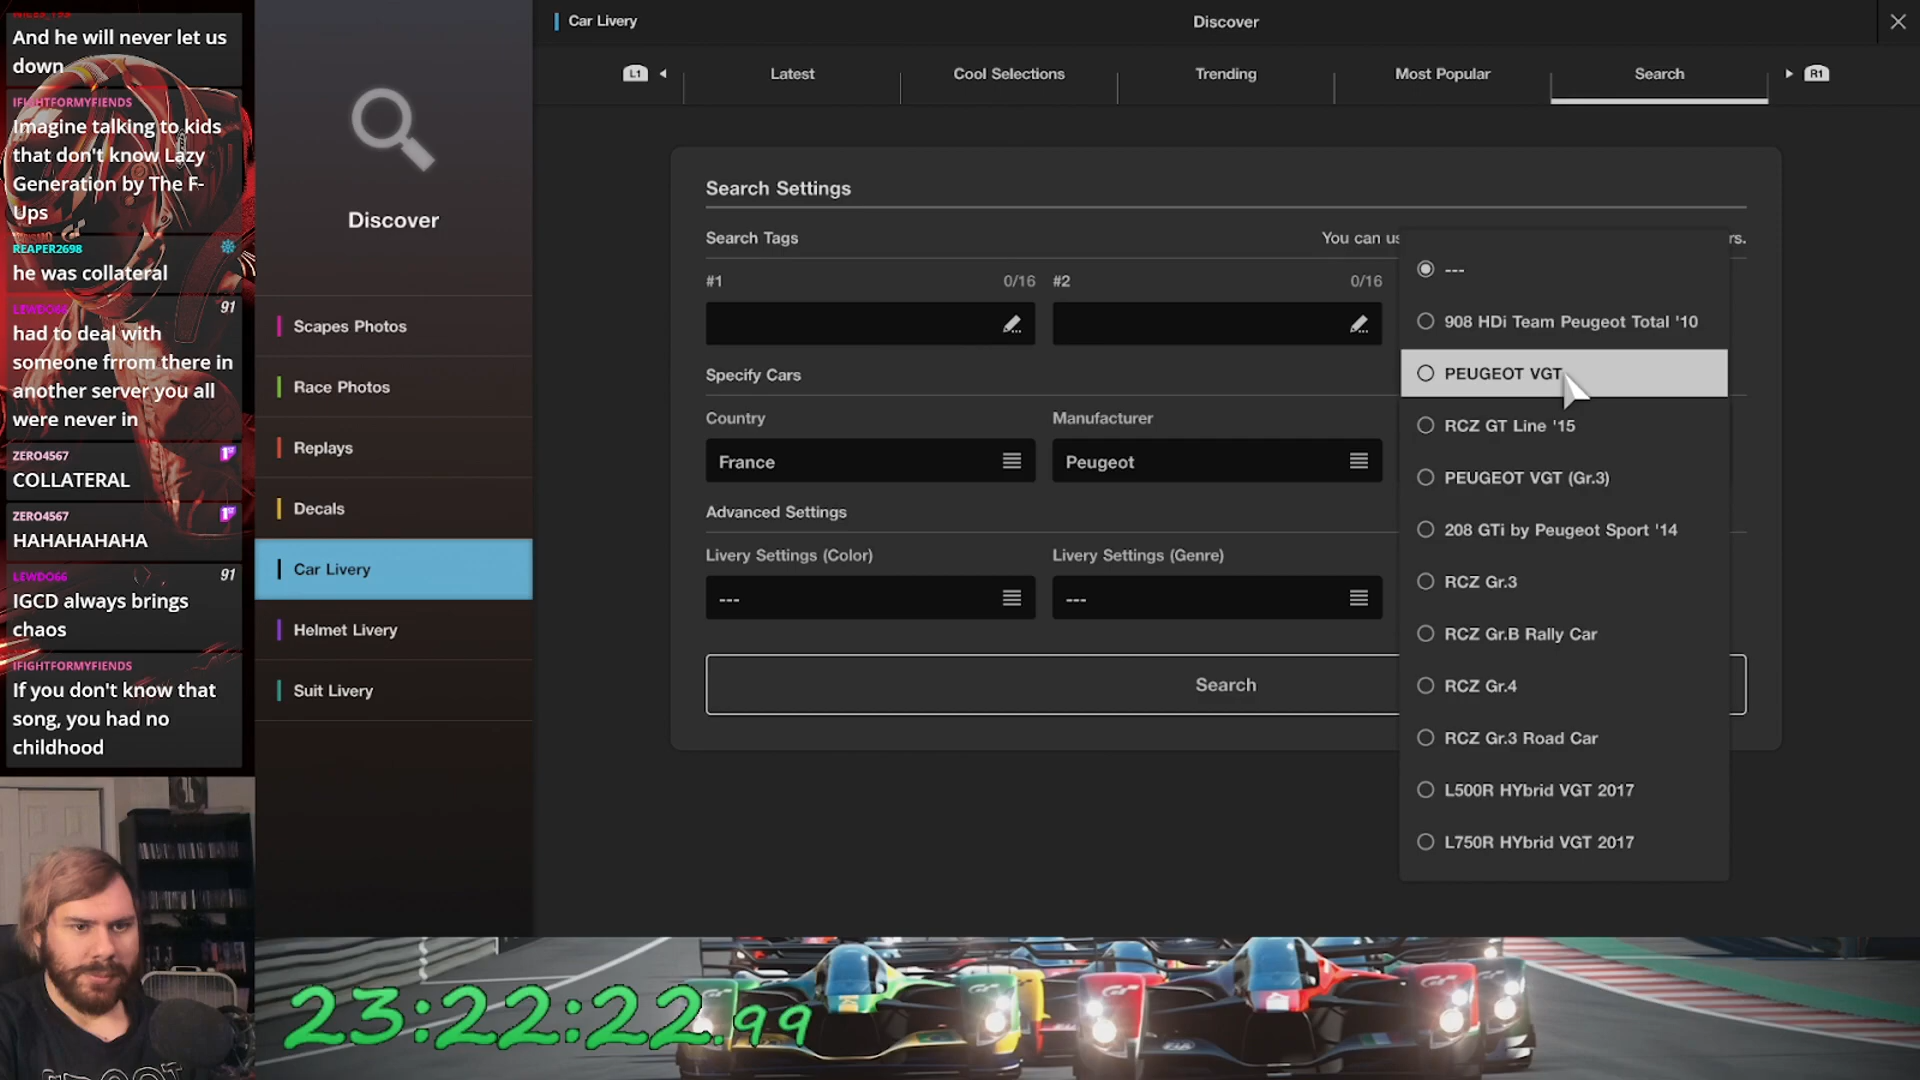 And he will never let us
down
IFIGHTFORMYFIENDS
Imagine talking to kids
that don't know Lazy
Generation by The F-
Ups
REAPER2698
he was collateral
LEWDO66 91
had to deal with
someone frrom there in
another server you all
were never in
ZERO4567 1ST
COLLATERAL
ZERO4567 1ST
HAHAHAHAHA
LEWDO66 91
IGCD always brings
chaos
IFIGHTFORMYFIENDS
If you don't know that
song, you had no
childhood
Discover
Scapes Photos
Race Photos
Replays
Decals
Car Livery
Helmet Livery
Suit Livery
Car Livery
Discover
L1 Latest Cool Selections Trending Most Popular Search R1
Search Settings
Search Tags You can us rs.
#1 0/16 #2 0/16
Specify Cars
Country Manufacturer
France Peugeot
Advanced Settings
Livery Settings (Color) Livery Settings (Genre)
--- ---
Search
---
908 HDi Team Peugeot Total '10
PEUGEOT VGT
RCZ GT Line '15
PEUGEOT VGT (Gr.3)
208 GTi by Peugeot Sport '14
RCZ Gr.3
RCZ Gr.B Rally Car
RCZ Gr.4
RCZ Gr.3 Road Car
L500R HYbrid VGT 2017
L750R HYbrid VGT 2017
23:22:22.99